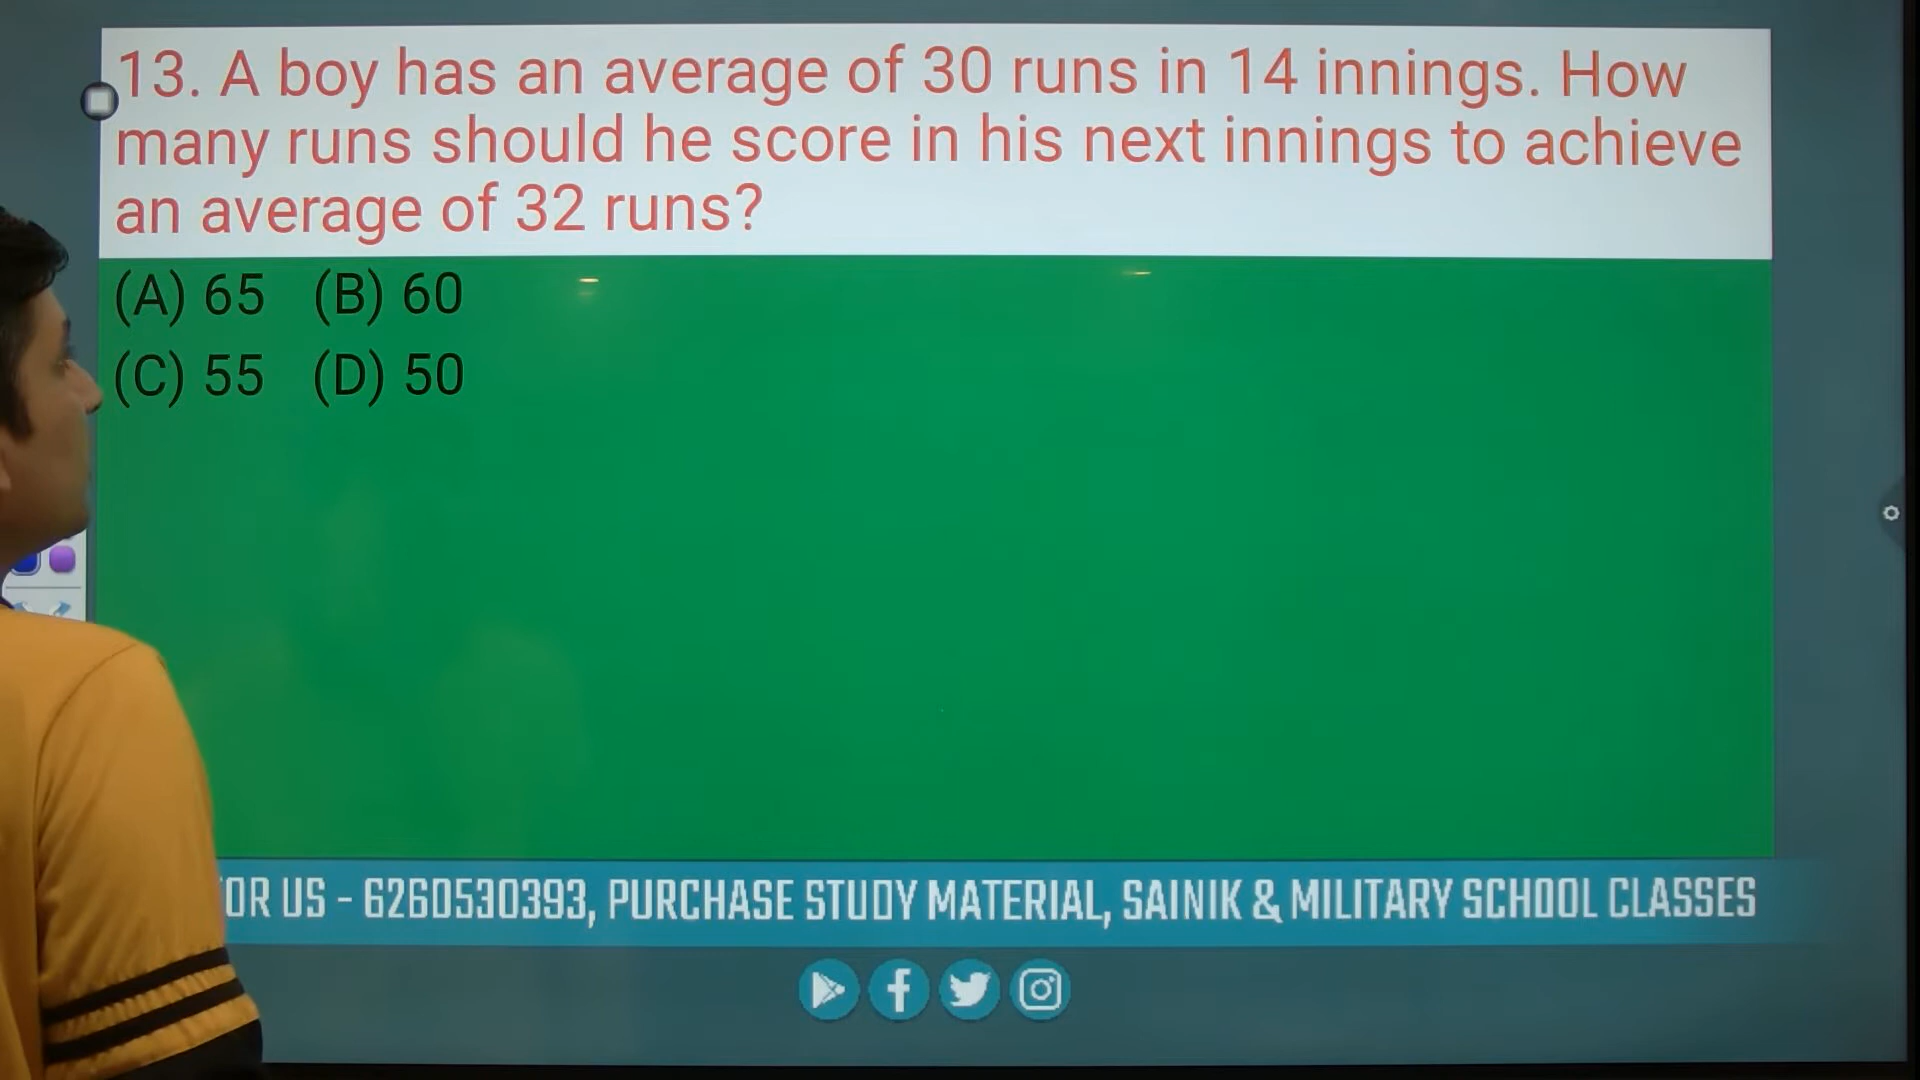 13. A boy has an average of 30 runs in 14 innings. How
many runs should he score in his next innings to achieve
an average of 32 runs?
(A) 65 (B) 60
(C) 55 (D) 50
OR US - 6260530393, PURCHASE STUDY MATERIAL, SAINIK & MILITARY SCHOOL CLASSES